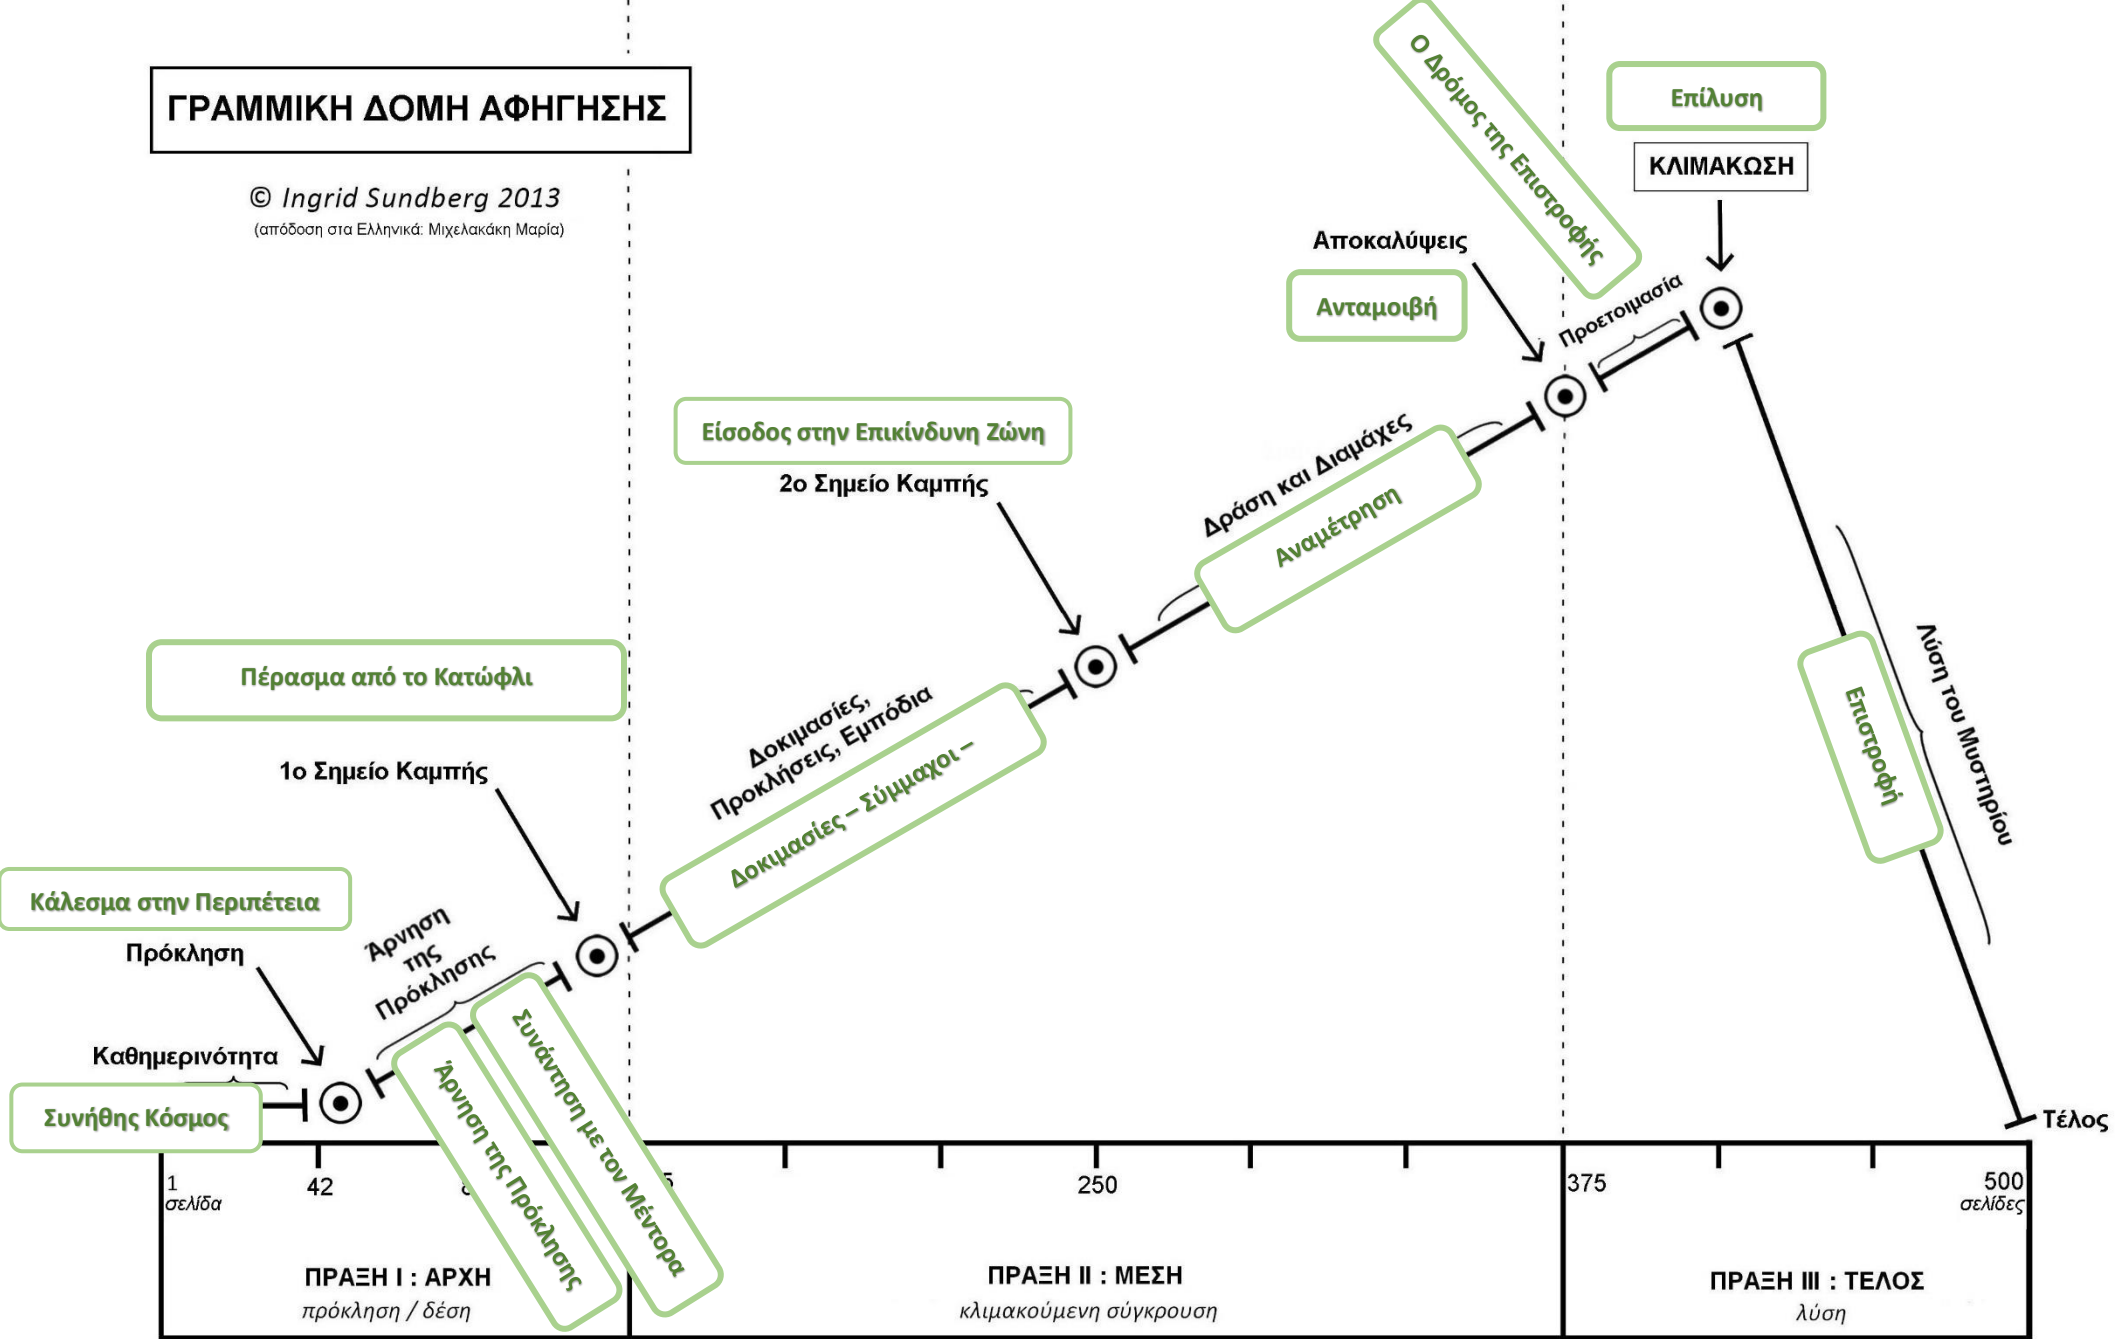 ΓΡΑΜΜΙΚΗ ΔΟΜΗ ΑΦΗΓΗΣΗΣ
© Ingrid Sundberg 2013
(απόδοση στα Ελληνικά: Μιχελακάκη Μαρία)
Συνήθης Κόσμος
Καθημερινότητα
Κάλεσμα στην Περιπέτεια
Πρόκληση
Άρνηση
της
Πρόκλησης
Άρνηση της Πρόκλησης
Συνάντηση με τον Μέντορα
Πέρασμα από το Κατώφλι
1ο Σημείο Καμπής
Δοκιμασίες,
Προκλήσεις, Εμπόδια
Δοκιμασίες – Σύμμαχοι –
Είσοδος στην Επικίνδυνη Ζώνη
2ο Σημείο Καμπής
Δράση και Διαμάχες
Αναμέτρηση
Αποκαλύψεις
Ανταμοιβή
Ο Δρόμος της Επιστροφής
Προετοιμασία
Επίλυση
ΚΛΙΜΑΚΩΣΗ
Λύση του Μυστηρίου
Επιστροφή
Τέλος
1
σελίδα
42
250
375
500
σελίδες
ΠΡΑΞΗ Ι : ΑΡΧΗ
πρόκληση / δέση
ΠΡΑΞΗ ΙΙ : ΜΕΣΗ
κλιμακούμενη σύγκρουση
ΠΡΑΞΗ ΙΙΙ : ΤΕΛΟΣ
λύση